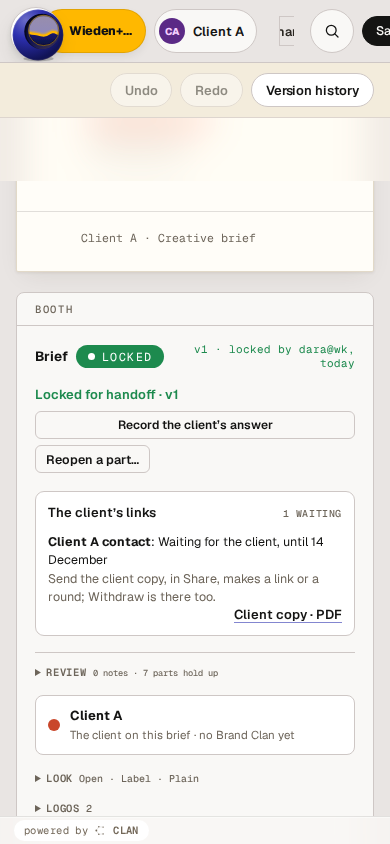 Wieden+...
CA Client A
Undo
Redo
Version history
Client A · Creative brief
BOOTH
Brief
LOCKED
v1 · locked by dara@wk,
today
Locked for handoff · v1
Record the client's answer
Reopen a part...
The client's links
1 WAITING
Client A contact: Waiting for the client, until 14
December
Send the client copy, in Share, makes a link or a
round; Withdraw is there too.
Client copy · PDF
REVIEW 0 notes · 7 parts hold up
Client A
The client on this brief · no Brand Clan yet
LOOK Open · Label · Plain
LOGOS 2
powered by CLAN